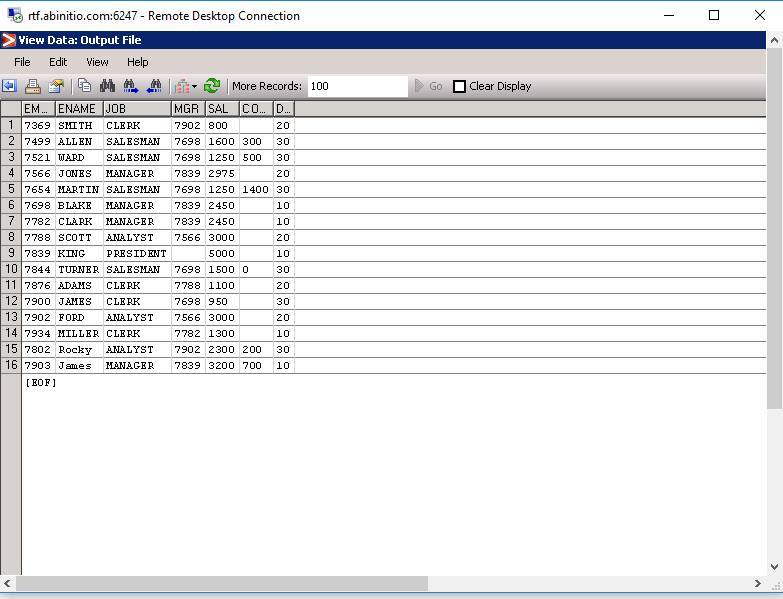 rtf.abinitio.com:6247 - Remote Desktop Connection
View Data: Output File
File Edit View Help
More Records: 100 Go Clear Display
EM... ENAME JOB MGR SAL CO... D...
1 7369 SMITH CLERK 7902 800 20
2 7499 ALLEN SALESMAN 7698 1600 300 30
3 7521 WARD SALESMAN 7698 1250 500 30
4 7566 JONES MANAGER 7839 2975 20
5 7654 MARTIN SALESMAN 7698 1250 1400 30
6 7698 BLAKE MANAGER 7839 2450 10
7 7782 CLARK MANAGER 7839 2450 10
8 7788 SCOTT ANALYST 7566 3000 20
9 7839 KING PRESIDENT 5000 10
10 7844 TURNER SALESMAN 7698 1500 0 30
11 7876 ADAMS CLERK 7788 1100 20
12 7900 JAMES CLERK 7698 950 30
13 7902 FORD ANALYST 7566 3000 20
14 7934 MILLER CLERK 7782 1300 10
15 7802 Rocky ANALYST 7902 2300 200 30
16 7903 James MANAGER 7839 3200 700 10
[EOF]